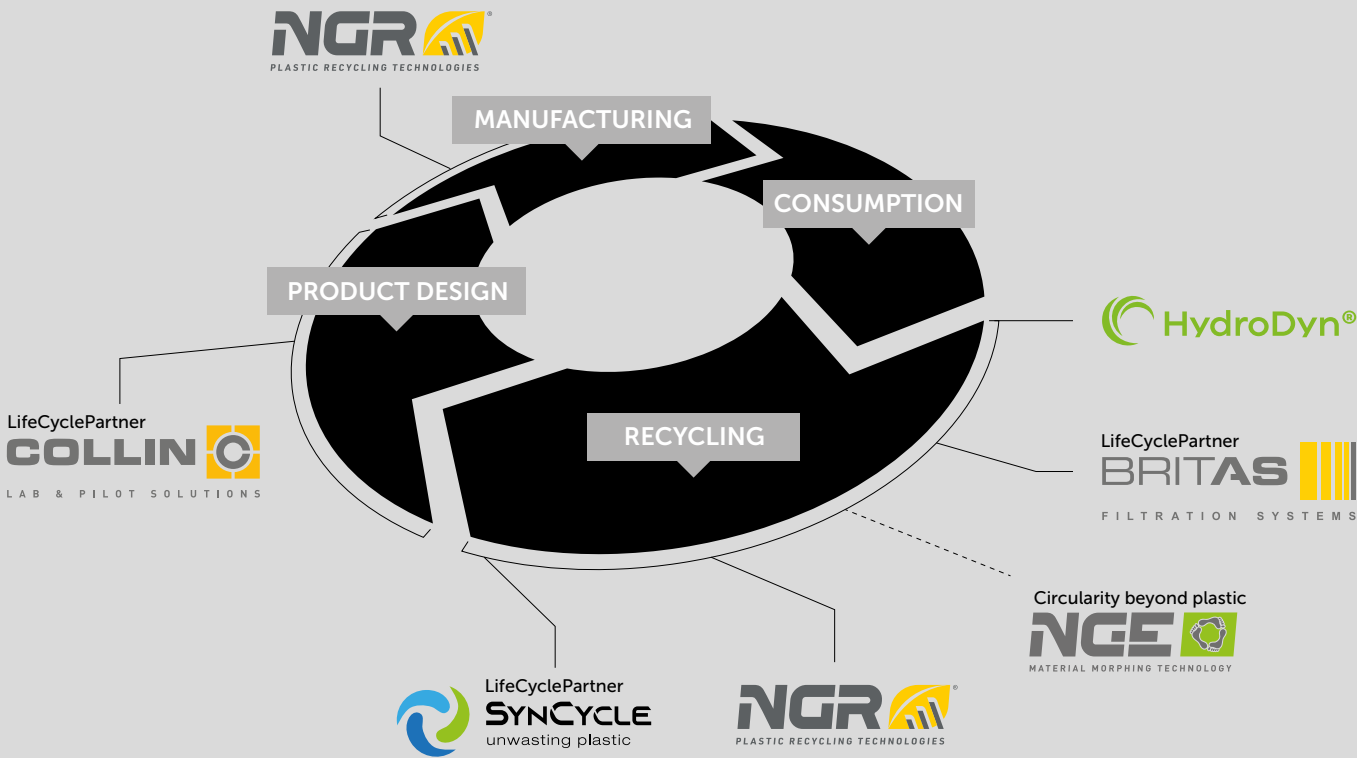 NGR®
PLASTIC RECYCLING TECHNOLOGIES
MANUFACTURING
CONSUMPTION
PRODUCT DESIGN
HydroDyn®
LifeCyclePartner
COLLIN
LAB & PILOT SOLUTIONS
RECYCLING
LifeCyclePartner
BRITAS
FILTRATION SYSTEMS
Circularity beyond plastic
NGE
MATERIAL MORPHING TECHNOLOGY
LifeCyclePartner
SYNCYCLE
unwasting plastic
NGR®
PLASTIC RECYCLING TECHNOLOGIES